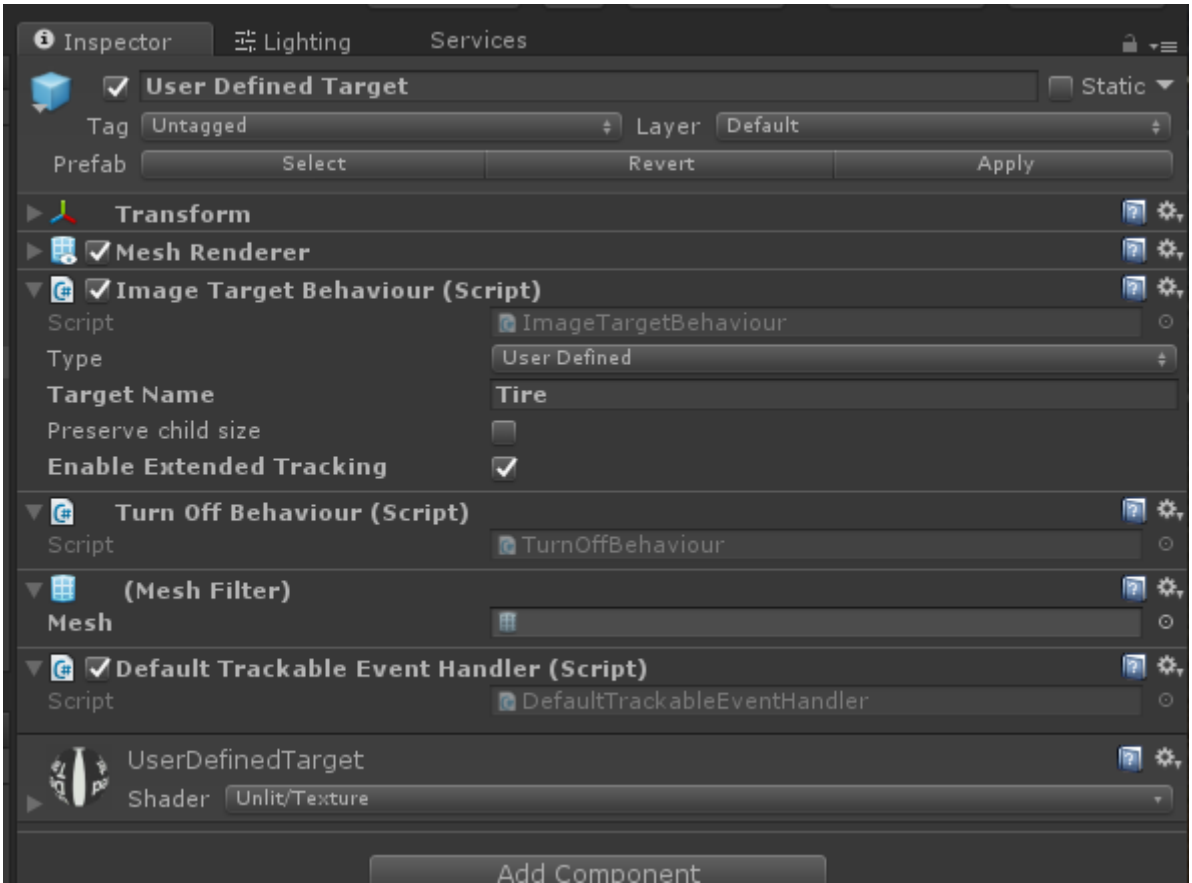 Inspector Lighting Services
User Defined Target Static
Tag Untagged Layer Default
Prefab Select Revert Apply
Transform
Mesh Renderer
Image Target Behaviour (Script)
Script ImageTargetBehaviour
Type User Defined
Target Name Tire
Preserve child size
Enable Extended Tracking
Turn Off Behaviour (Script)
Script TurnOffBehaviour
(Mesh Filter)
Mesh
Default Trackable Event Handler (Script)
Script DefaultTrackableEventHandler
UserDefinedTarget
Shader Unlit/Texture
Add Component